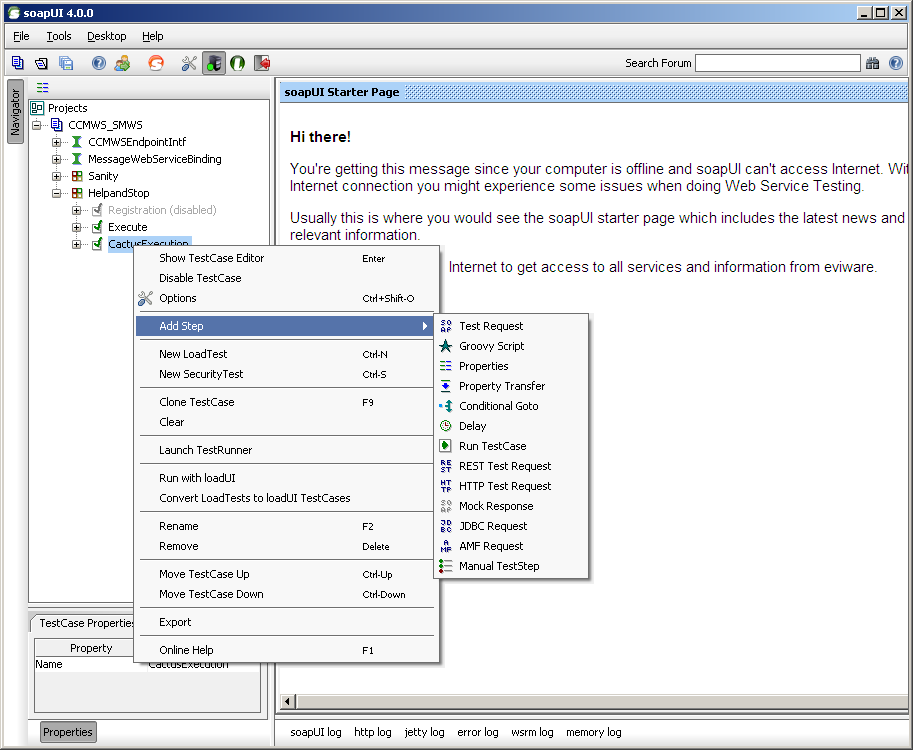 soapUI 4.0.0
File Tools Desktop Help
Search Forum
Navigator
Projects
CCMWS_SMWS
CCMWSEndpointIntf
MessageWebServiceBinding
Sanity
HelpandStop
Registration (disabled)
Execute
CactusExecution
soapUI Starter Page
Hi there!
You're getting this message since your computer is offline and soapUI can't access Internet. Wit
Internet connection you might experience some issues when doing Web Service Testing.
Usually this is where you would see the soapUI starter page which includes the latest news and
relevant information.
Internet to get access to all services and information from eviware.
Show TestCase Editor Enter
Disable TestCase
Options Ctrl+Shift-O
Add Step
New LoadTest Ctrl-N
New SecurityTest Ctrl-S
Clone TestCase F9
Clear
Launch TestRunner
Run with loadUI
Convert LoadTests to loadUI TestCases
Rename F2
Remove Delete
Move TestCase Up Ctrl-Up
Move TestCase Down Ctrl-Down
Export
Online Help F1
SOAP Test Request
Groovy Script
Properties
Property Transfer
Conditional Goto
Delay
Run TestCase
REST REST Test Request
HTTP HTTP Test Request
SOAP Mock Response
JDBC JDBC Request
AMF AMF Request
Manual TestStep
TestCase Properties
Property
Name CactusExecution
Properties
soapUI log http log jetty log error log wsrm log memory log